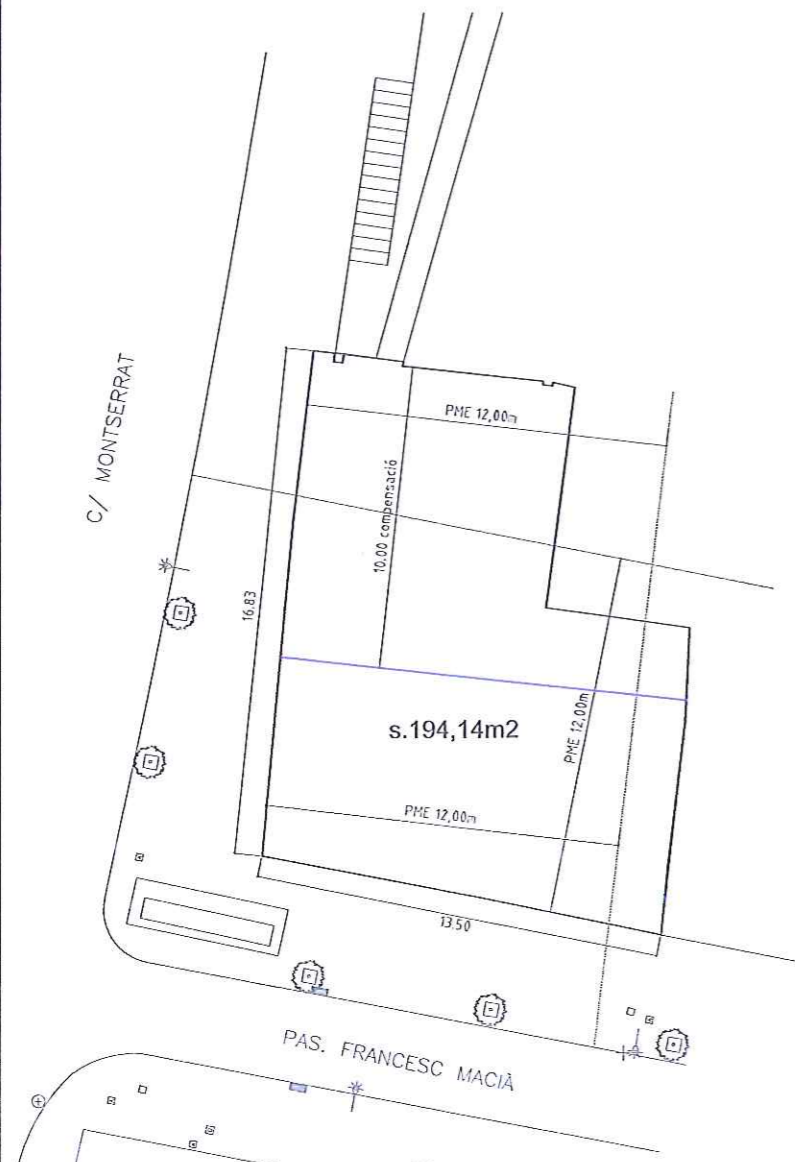 C/ MONTSERRAT
PME 12,00m
10.00 compensació
16.83
s.194,14m2
PME 12,00m
PME 12,00m
13.50
PAS. FRANCESC MACIÀ